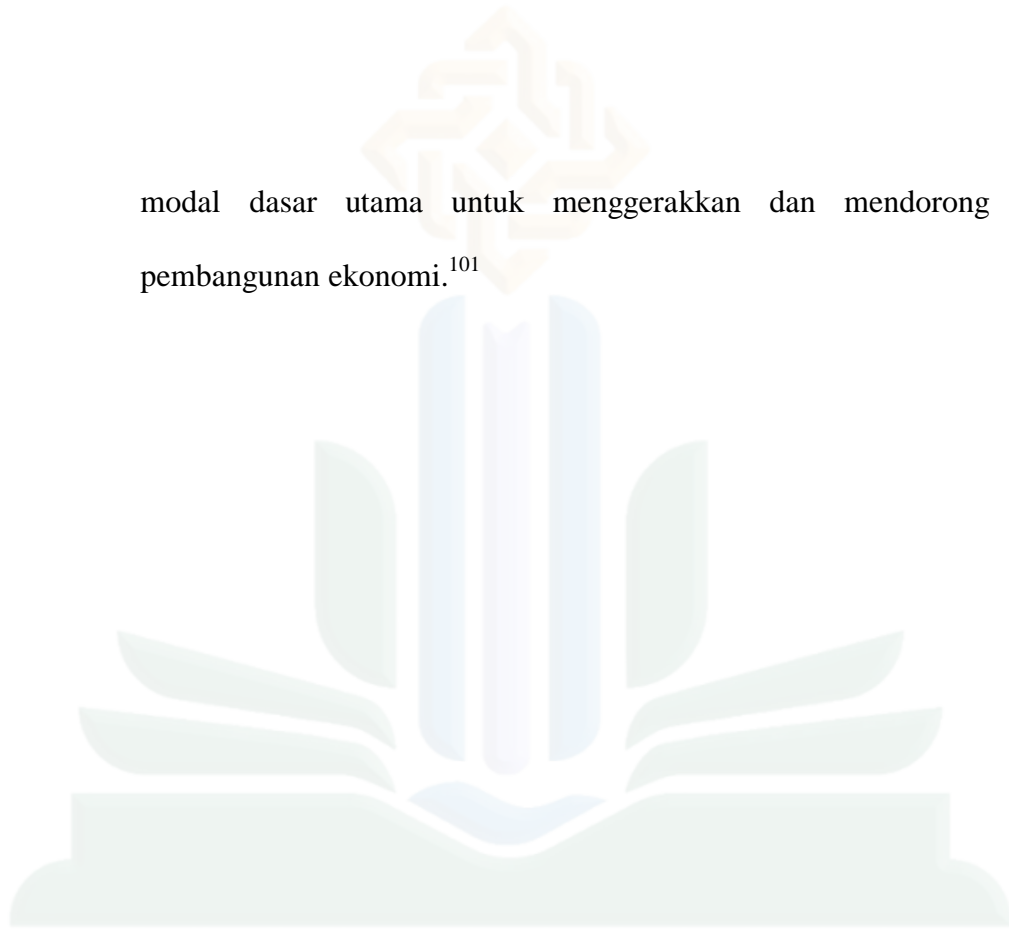 modal dasar utama untuk menggerakkan dan mendorong
pembangunan ekonomi.101